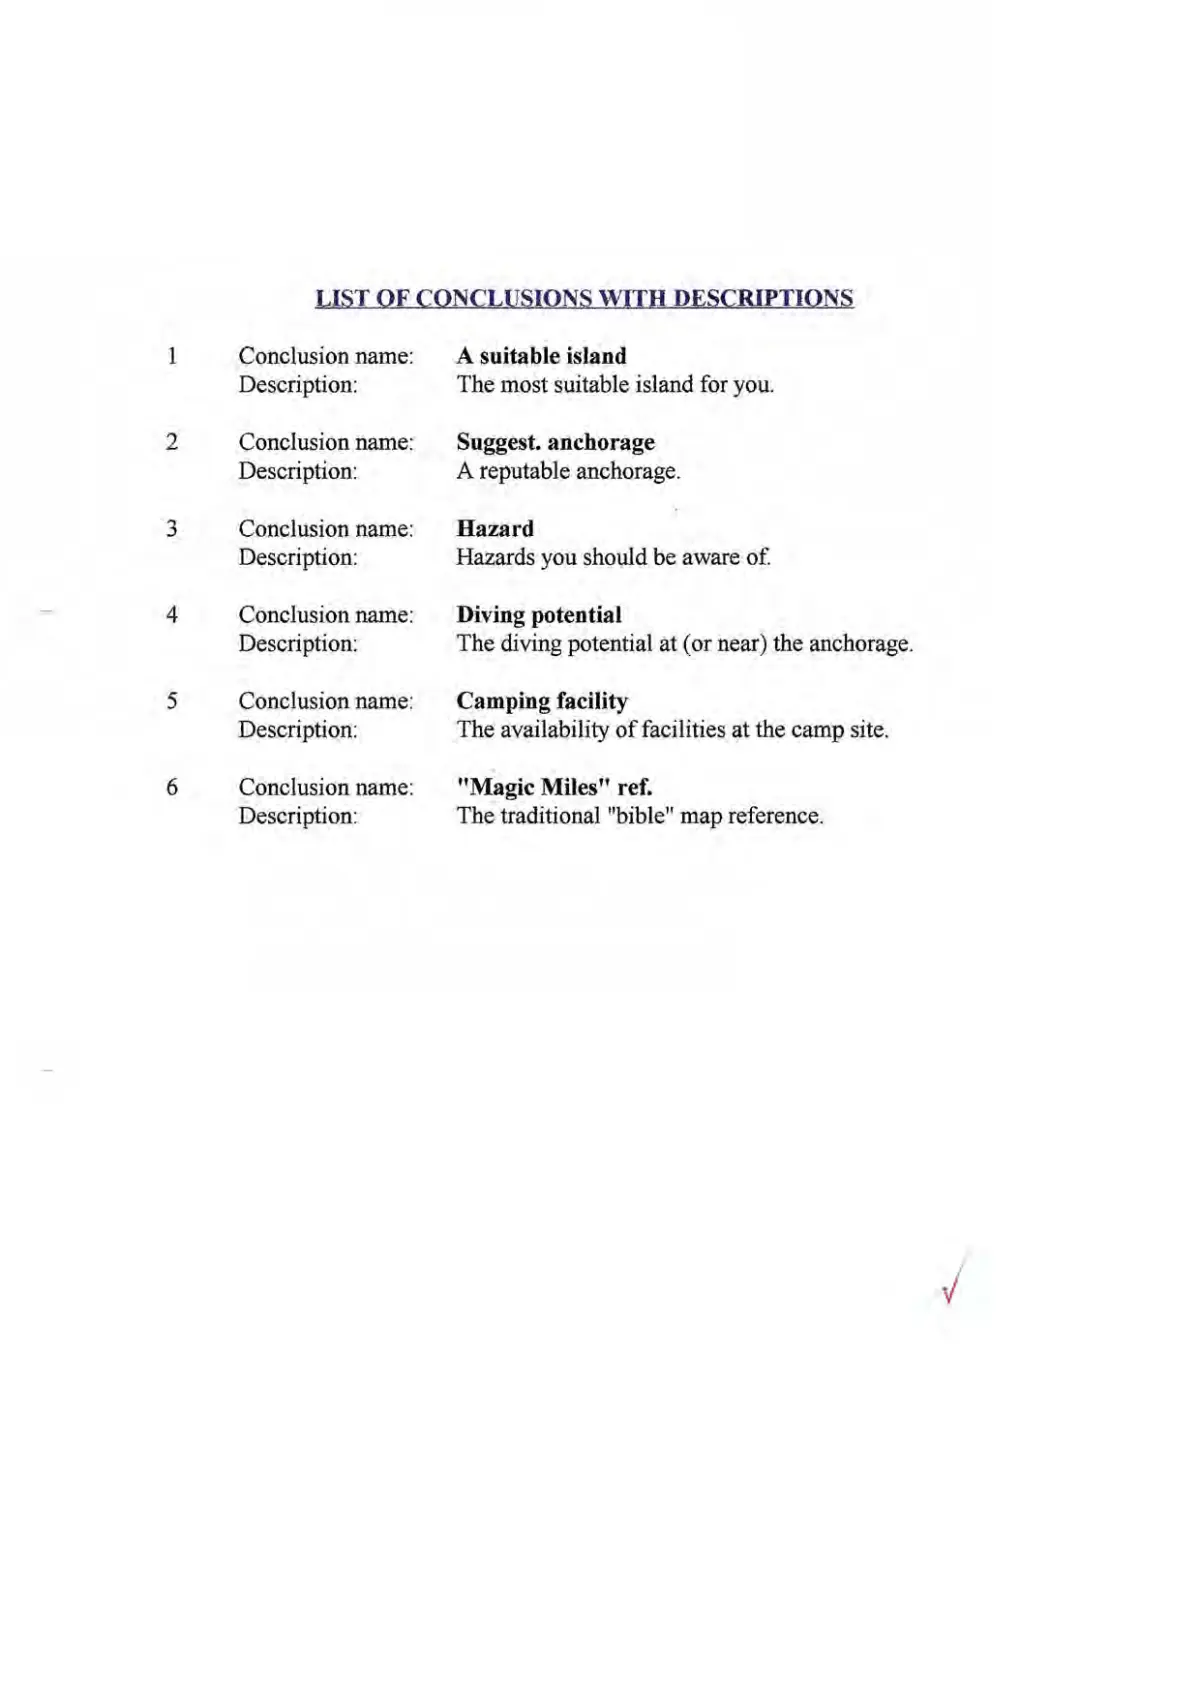 LIST OF CONCLUSIONS WITH DESCRIPTIONS
1 Conclusion name: A suitable island
Description: The most suitable island for you.
2 Conclusion name: Suggest. anchorage
Description: A reputable anchorage.
3 Conclusion name: Hazard
Description: Hazards you should be aware of.
4 Conclusion name: Diving potential
Description: The diving potential at (or near) the anchorage.
5 Conclusion name: Camping facility
Description: The availability of facilities at the camp site.
6 Conclusion name: "Magic Miles" ref.
Description: The traditional "bible" map reference.